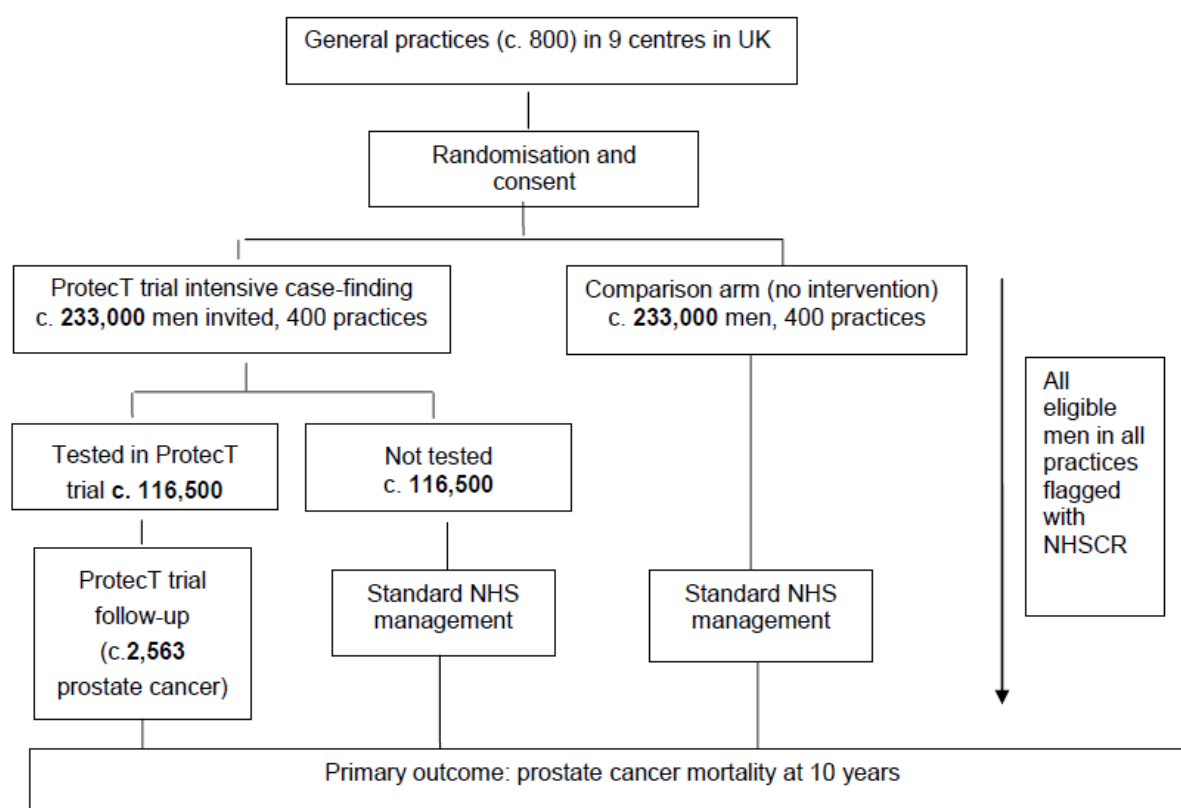 General practices (c. 800) in 9 centres in UK
Randomisation and
consent
ProtecT trial intensive case-finding
c. 233,000 men invited, 400 practices
Comparison arm (no intervention)
c. 233,000 men, 400 practices
All
eligible
men in all
practices
flagged
with
NHSCR
Tested in ProtecT
trial c. 116,500
Not tested
c. 116,500
ProtecT trial
follow-up
(c.2,563
prostate cancer)
Standard NHS
management
Standard NHS
management
Primary outcome: prostate cancer mortality at 10 years